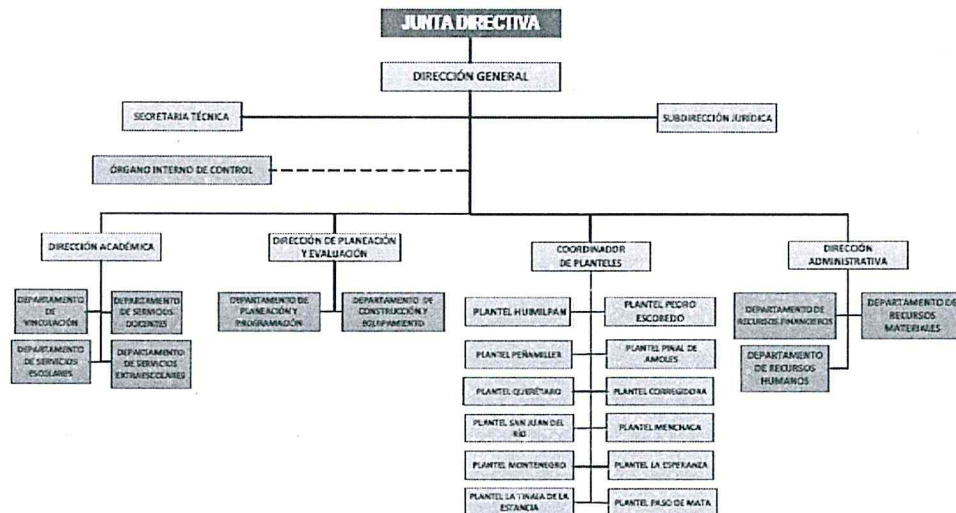 JUNTA DIRECTIVA
DIRECCIÓN GENERAL
SECRETARIA TÉCNICA
SUBDIRECCIÓN JURÍDICA
ÓRGANO INTERNO DE CONTROL
DIRECCIÓN ACADÉMICA
DIRECCIÓN DE PLANEACIÓN
Y EVALUACIÓN
COORDINADOR
DE PLANTELES
DIRECCIÓN
ADMINISTRATIVA
DEPARTAMENTO
DE
VINCULACIÓN
DEPARTAMENTO
DE SERVICIOS
DOCENTES
DEPARTAMENTO
DE SERVICIOS
ESCOLARES
DEPARTAMENTO
DE SERVICIOS
EXTRAESCOLARES
DEPARTAMENTO DE
PLANEACIÓN Y
PROGRAMACIÓN
DEPARTAMENTO DE
CONSTRUCCIÓN Y
EQUIPAMIENTO
PLANTEL HUIMILPAN
PLANTEL PEDRO
ESCOBEDO
PLANTEL PEÑAMILLER
PLANTEL PINAL DE
AMOLES
PLANTEL QUERÉTARO
PLANTEL CORREGIDORA
PLANTEL SAN JUAN DEL
RÍO
PLANTEL MENCHACA
PLANTEL MONTENEGRO
PLANTEL LA ESPERANZA
PLANTEL LA TINAJA DE LA
ESTANCIA
PLANTEL PASO DE MATA
DEPARTAMENTO DE
RECURSOS FINANCIEROS
DEPARTAMENTO DE
RECURSOS
MATERIALES
DEPARTAMENTO
DE RECURSOS
HUMANOS